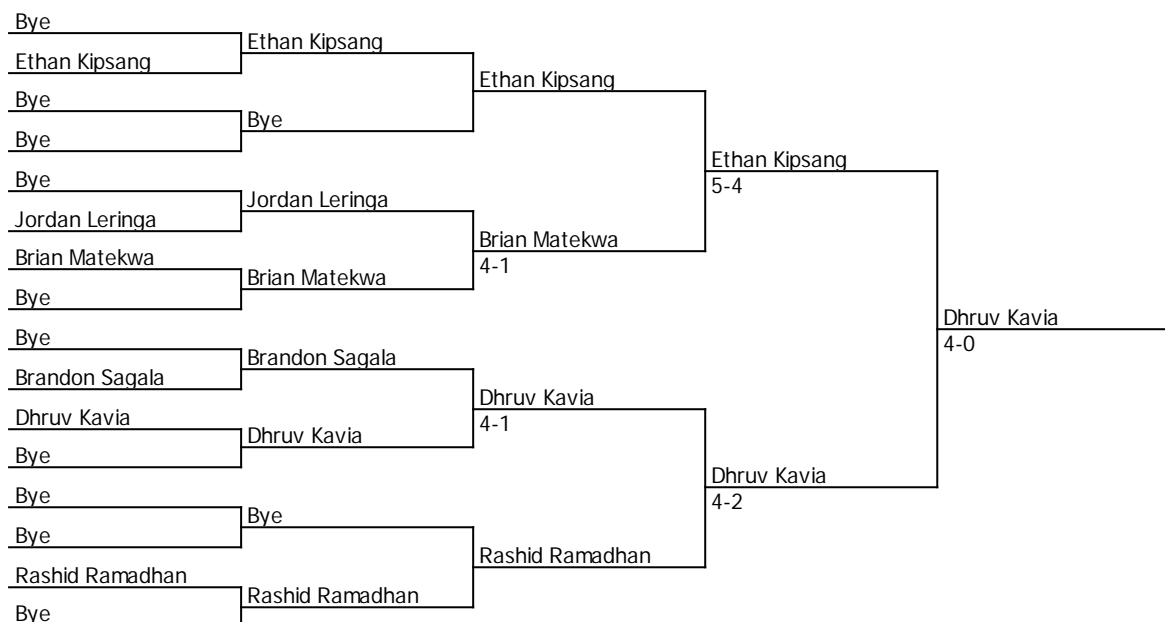 Bye
Ethan Kipsang
Bye
Bye
Bye
Jordan Leringa
Brian Matekwa
Bye
Bye
Brandon Sagala
Dhruv Kavia
Bye
Bye
Bye
Rashid Ramadhan
Bye
Ethan Kipsang
Bye
Jordan Leringa
Brian Matekwa
Brandon Sagala
Dhruv Kavia
Bye
Rashid Ramadhan
Ethan Kipsang
Brian Matekwa
4-1
Dhruv Kavia
4-1
Rashid Ramadhan
Ethan Kipsang
5-4
Dhruv Kavia
4-2
Dhruv Kavia
4-0